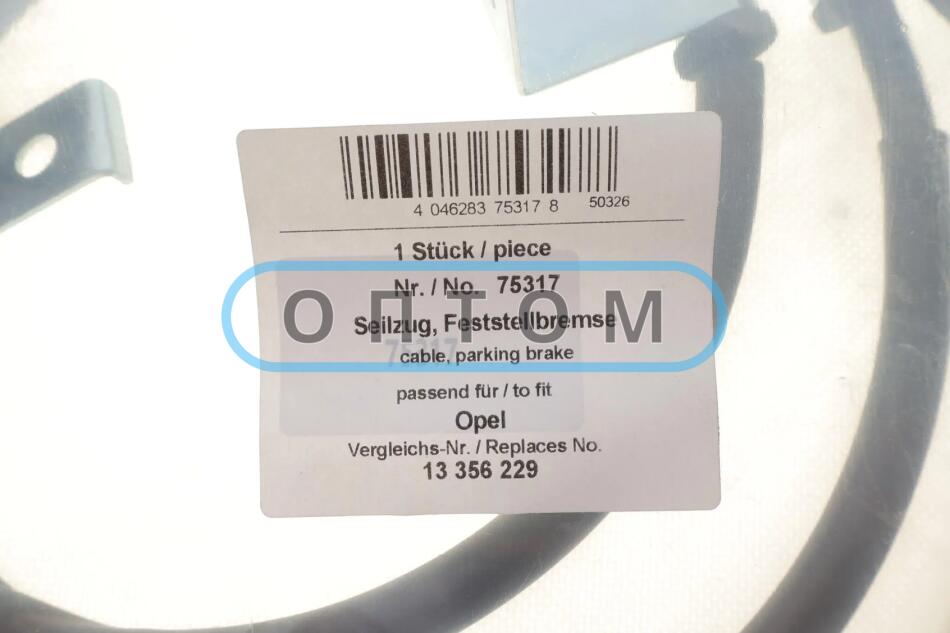 4 046283 75317 8 50326
1 Stück / piece
Nr. / No. 75317
ОПТОМ
Seilzug, Feststellbremse
75317
cable, parking brake
passend für / to fit
Opel
Vergleichs-Nr. / Replaces No.
13 356 229